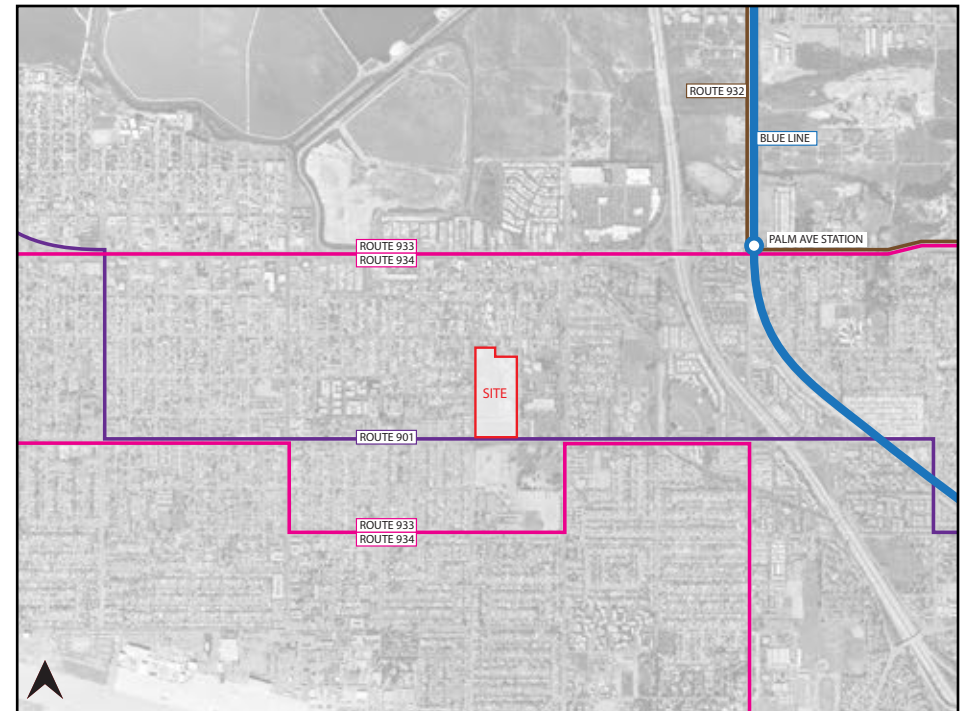 ROUTE 932
BLUE LINE
PALM AVE STATION
ROUTE 933
ROUTE 934
SITE
ROUTE 901
ROUTE 933
ROUTE 934